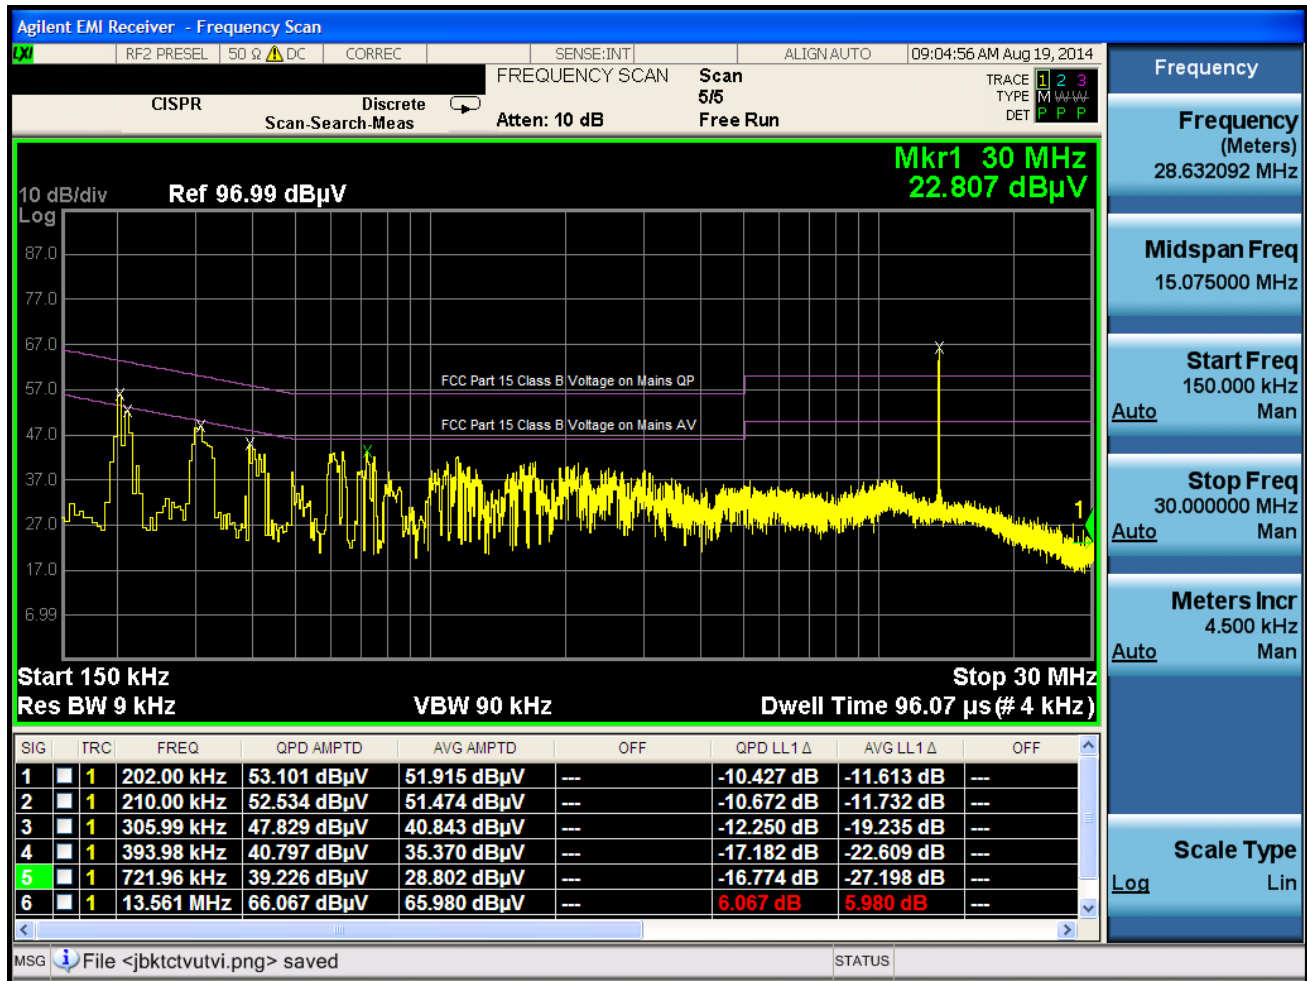 Agilent EMI Receiver - Frequency Scan
LXI RF2 PRESEL 50 Ω DC CORREC SENSE:INT ALIGN AUTO 09:04:56 AM Aug 19, 2014
FREQUENCY SCAN Scan TRACE 1 2 3
CISPR Discrete 5/5 TYPE M W W
Scan-Search-Meas Atten: 10 dB Free Run DET P P P
Mkr1 30 MHz
22.807 dBµV
10 dB/div Ref 96.99 dBµV
Log
87.0
77.0
67.0
57.0
47.0
37.0
27.0
17.0
6.99
FCC Part 15 Class B Voltage on Mains QP
FCC Part 15 Class B Voltage on Mains AV
1
Start 150 kHz Stop 30 MHz
Res BW 9 kHz VBW 90 kHz Dwell Time 96.07 µs (# 4 kHz)
SIG TRC FREQ QPD AMPTD AVG AMPTD OFF QPD LL1 Δ AVG LL1 Δ OFF
1 1 202.00 kHz 53.101 dBµV 51.915 dBµV --- -10.427 dB -11.613 dB ---
2 1 210.00 kHz 52.534 dBµV 51.474 dBµV --- -10.672 dB -11.732 dB ---
3 1 305.99 kHz 47.829 dBµV 40.843 dBµV --- -12.250 dB -19.235 dB ---
4 1 393.98 kHz 40.797 dBµV 35.370 dBµV --- -17.182 dB -22.609 dB ---
5 1 721.96 kHz 39.226 dBµV 28.802 dBµV --- -16.774 dB -27.198 dB ---
6 1 13.561 MHz 66.067 dBµV 65.980 dBµV --- 6.067 dB 5.980 dB ---
MSG File <jbktctvutvi.png> saved STATUS
Frequency
Frequency
(Meters)
28.632092 MHz
Midspan Freq
15.075000 MHz
Start Freq
150.000 kHz
Auto Man
Stop Freq
30.000000 MHz
Auto Man
Meters Incr
4.500 kHz
Auto Man
Scale Type
Log Lin